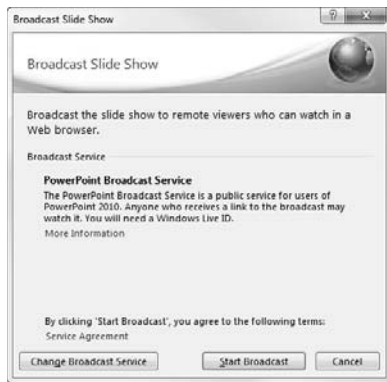 Broadcast Slide Show
Broadcast Slide Show
Broadcast the slide show to remote viewers who can watch in a
Web browser.
Broadcast Service
PowerPoint Broadcast Service
The PowerPoint Broadcast Service is a public service for users of
PowerPoint 2010. Anyone who receives a link to the broadcast may
watch it. You will need a Windows Live ID.
More Information
By clicking 'Start Broadcast', you agree to the following terms:
Service Agreement
Change Broadcast Service Start Broadcast Cancel